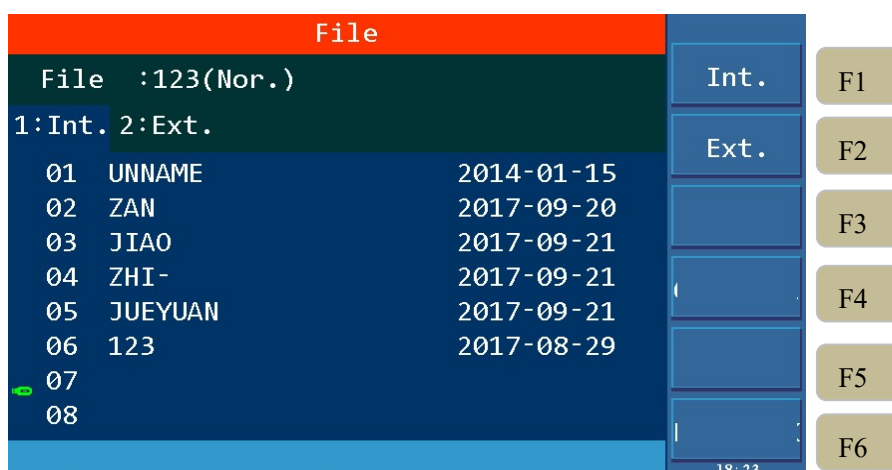 File
File :123(Nor.)
1:Int. 2:Ext.
01 UNNAME 2014-01-15
02 ZAN 2017-09-20
03 JIAO 2017-09-21
04 ZHI- 2017-09-21
05 JUEYUAN 2017-09-21
06 123 2017-08-29
07
08
Int.
Ext.
F1
F2
F3
F4
F5
F6